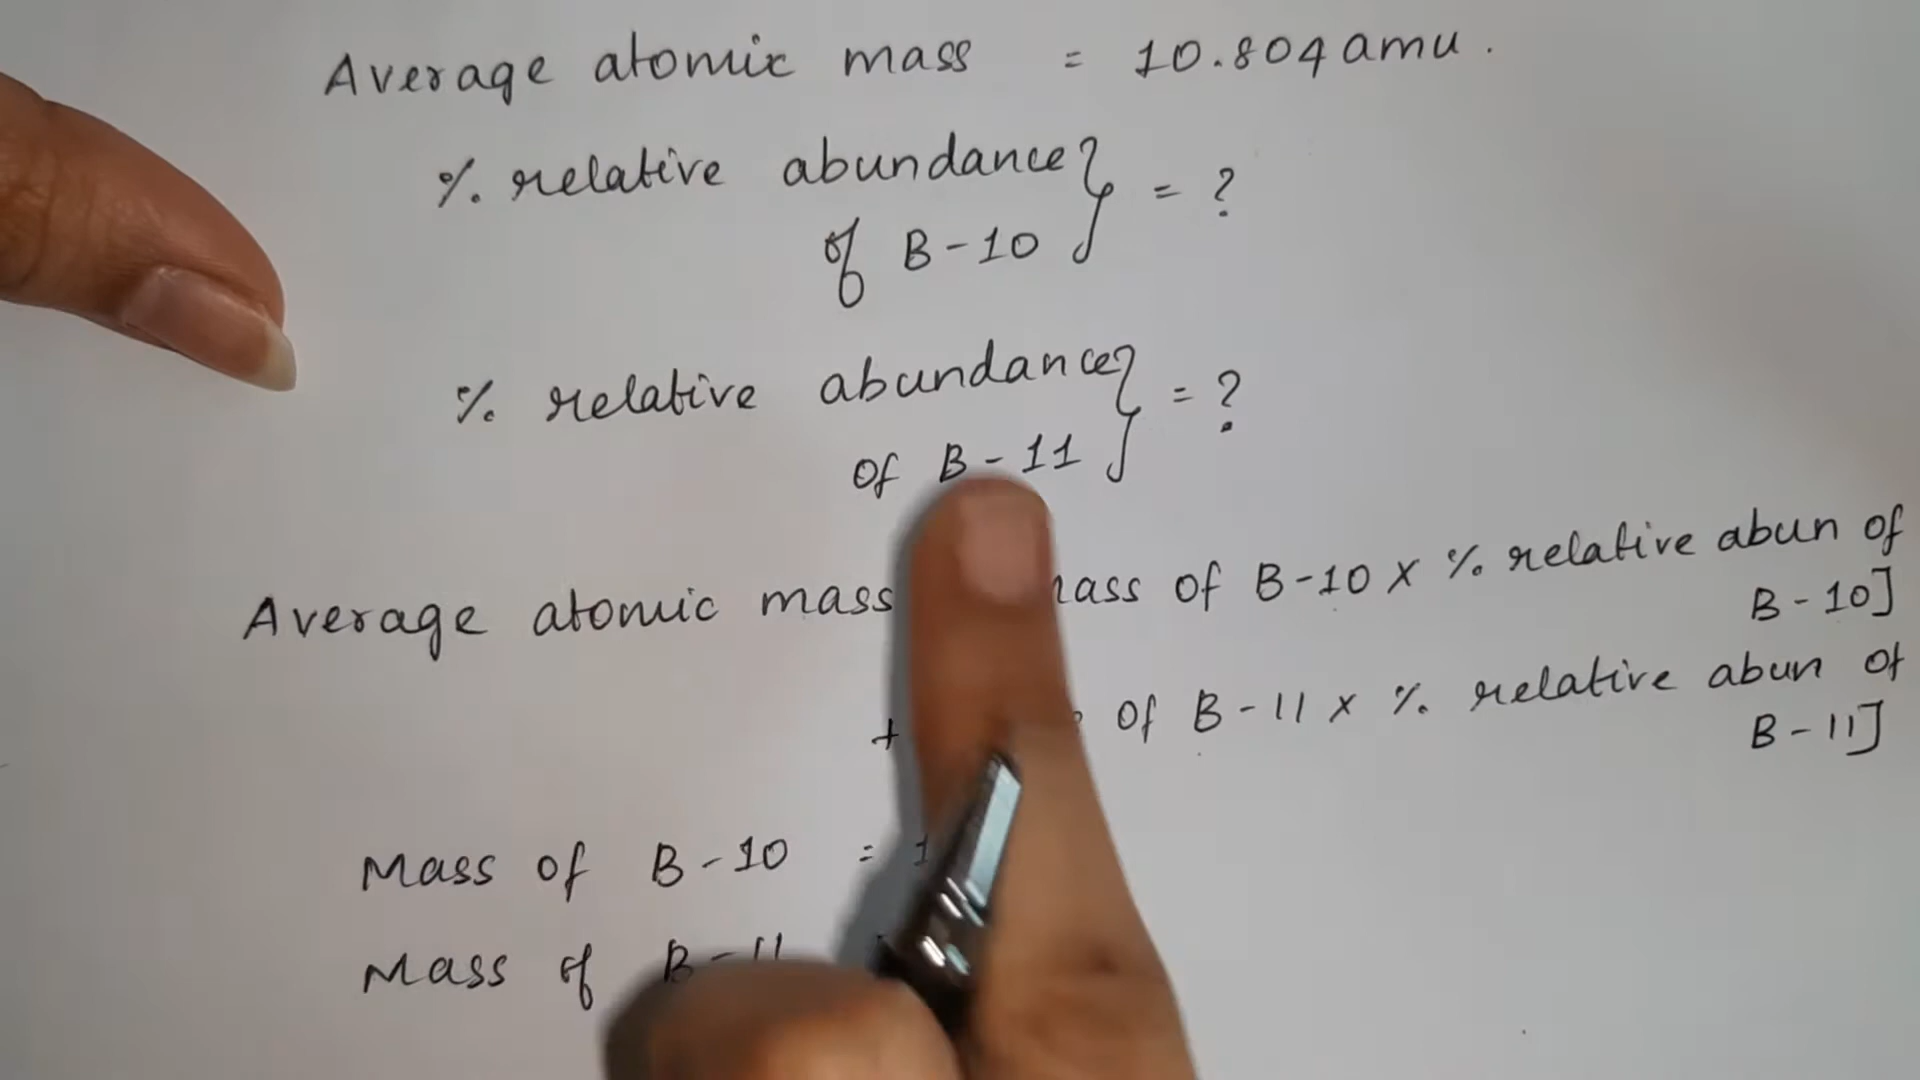 Average atomic mass = 10.804 amu.
% relative abundance
of B-10 } = ?
% relative abundance
of B-11 } = ?
Average atomic mass of B-10 x % relative abun of
B-10]
+ of B-11 x % relative abun of
B-11]
Mass of B-10 =
Mass of B-11